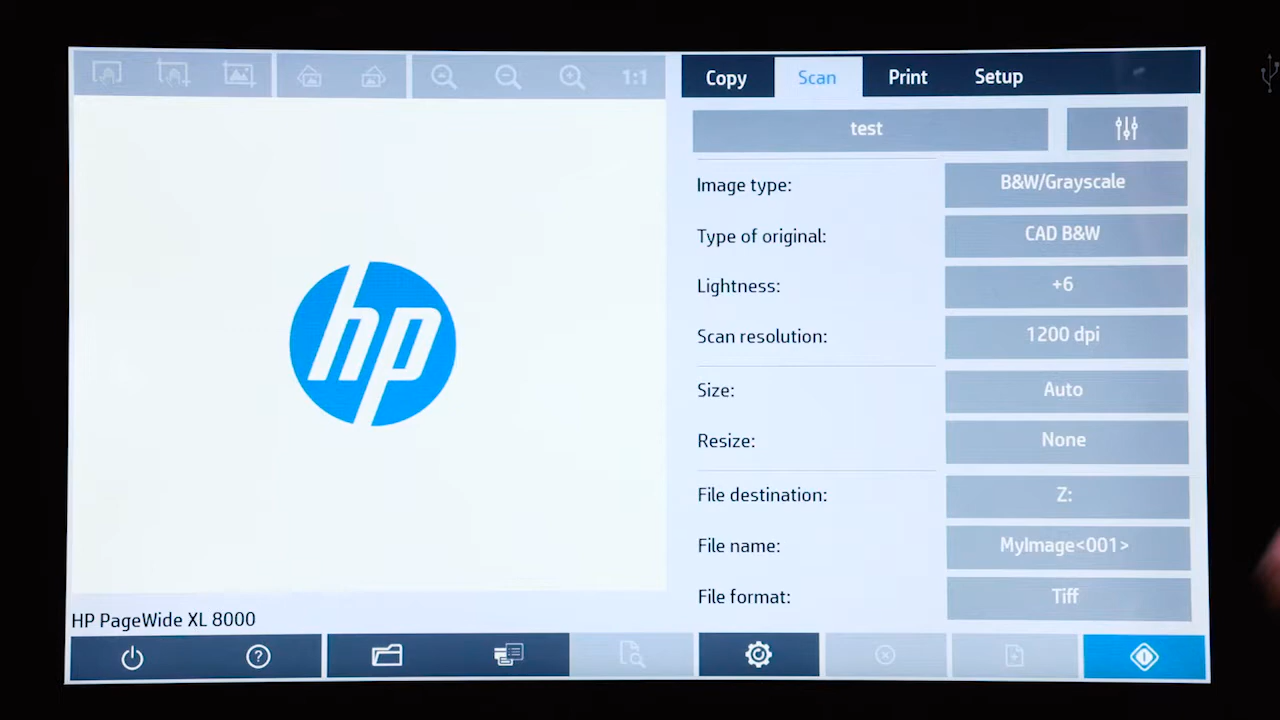 1:1
Copy Scan Print Setup
test
Image type: B&W/Grayscale
Type of original: CAD B&W
Lightness: +6
Scan resolution: 1200 dpi
Size: Auto
Resize: None
File destination: Z:
File name: MyImage<001>
File format: Tiff
hp
HP PageWide XL 8000